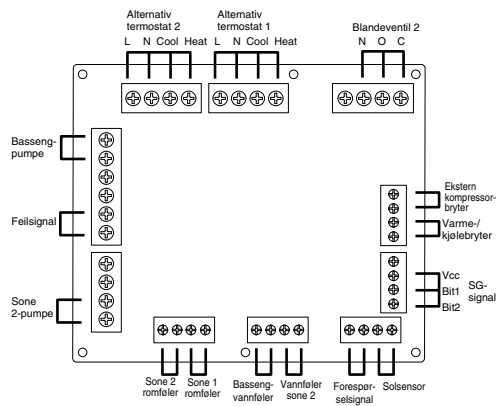 Alternativ
termostat 2
L N Cool Heat
Alternativ
termostat 1
L N Cool Heat
Blandeventil 2
N O C
Basseng-
pumpe
Feilsignal
Sone
2-pumpe
Ekstern
kompressor-
bryter
Varme-/
kjølebryter
Vcc
Bit1
Bit2
SG-
signal
Sone 2
romføler
Sone 1
romføler
Basseng-
vannføler
Vannføler
sone 2
Forespør-
selsignal
Solsensor